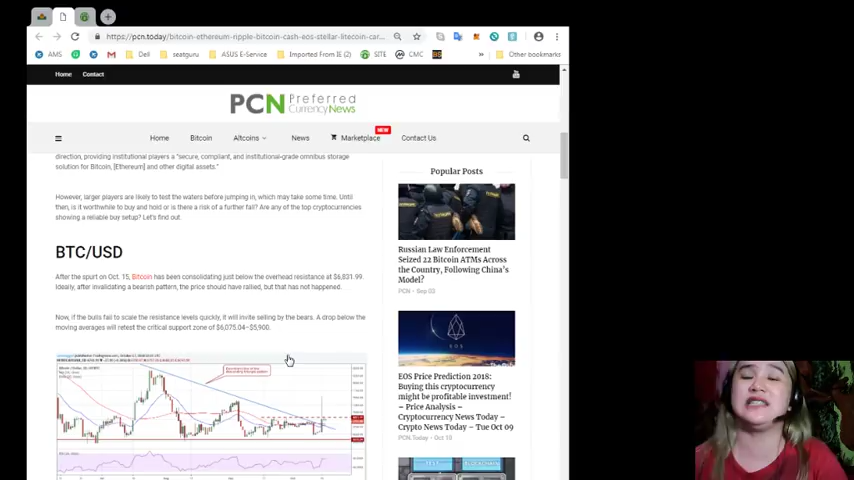 https://pcn.today/bitcoin-ethereum-ripple-bitcoin-cash-eos-stellar-litecoin-car...
AMS
Dell
seatguru
ASUS E-Service
Imported From IE (2)
SITE
CMC
Other bookmarks
Home
Contact
PCN Preferred
CurrencyNews
NEW
Home
Bitcoin
Altcoins
News
Marketplace
Contact Us
direction, providing institutional players a "secure, compliant, and institutional-grade omnibus storage
solution for Bitcoin, [Ethereum] and other digital assets."
However, larger players are likely to test the waters before jumping in, which may take some time. Until
then, is it worthwhile to buy and hold or is there a risk of a further fall? Are any of the top cryptocurrencies
showing a reliable buy setup? Let's find out.
BTC/USD
After the spurt on Oct. 15, Bitcoin has been consolidating just below the overhead resistance at $6,831.99.
Ideally, after invalidating a bearish pattern, the price should have rallied, but that has not happened.
Now, if the bulls fail to scale the resistance levels quickly, it will invite selling by the bears. A drop below the
moving averages will retest the critical support zone of $6,075.04–$5,900.
Popular Posts
Russian Law Enforcement
Seized 22 Bitcoin ATMs Across
the Country, Following China's
Model?
PCN - Sep 03
EOS
EOS Price Prediction 2018:
Buying this cryptocurrency
might be profitable investment!
– Price Analysis –
Cryptocurrency News Today –
Crypto News Today – Tue Oct 09
PCN.Today - Oct 10
BLOCKCHAIN